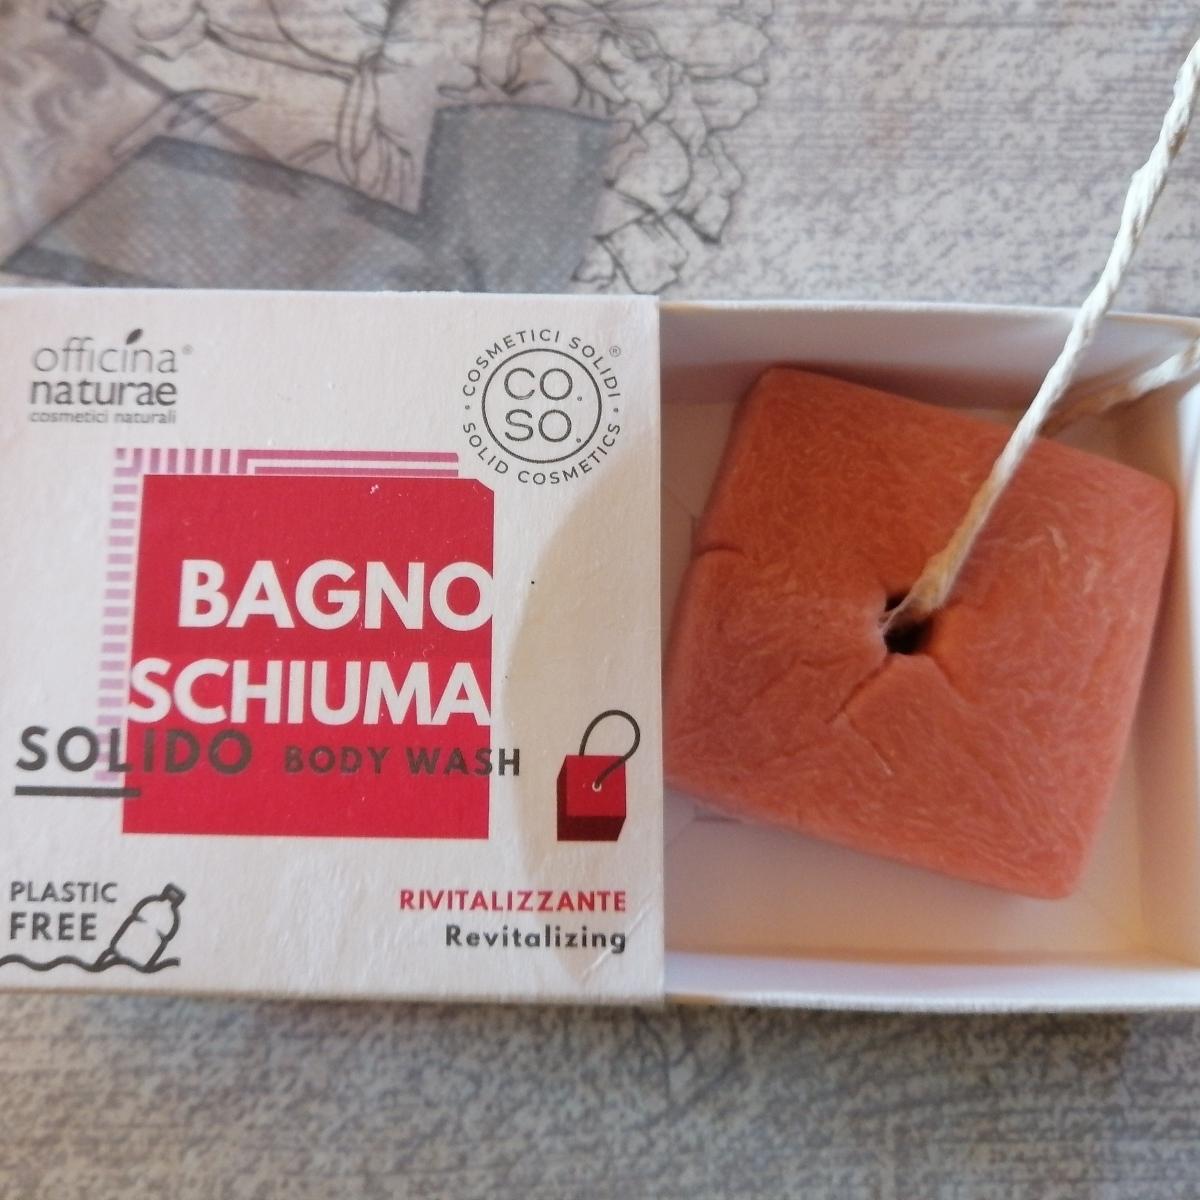 officina®
naturae
cosmetici naturali
COSMETICI SOLIDI ®
CO.
SO.
SOLID COSMETICS
BAGNO
SCHIUMA
SOLIDO BODY WASH
PLASTIC
FREE
RIVITALIZZANTE
Revitalizing